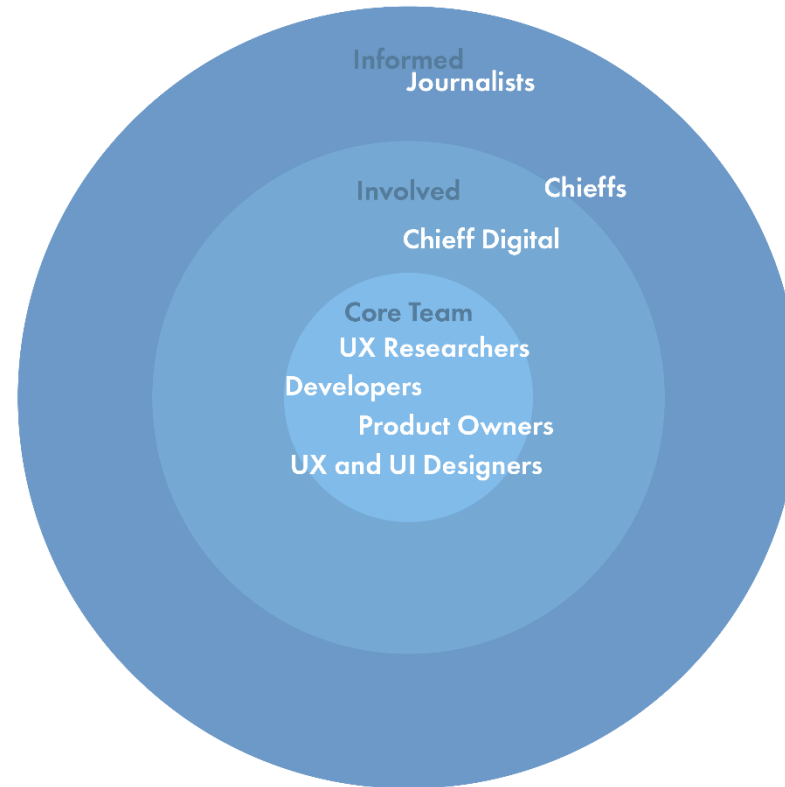 Informed
Journalists
Involved
Chieffs
Chieff Digital
Core Team
UX Researchers
Developers
Product Owners
UX and UI Designers